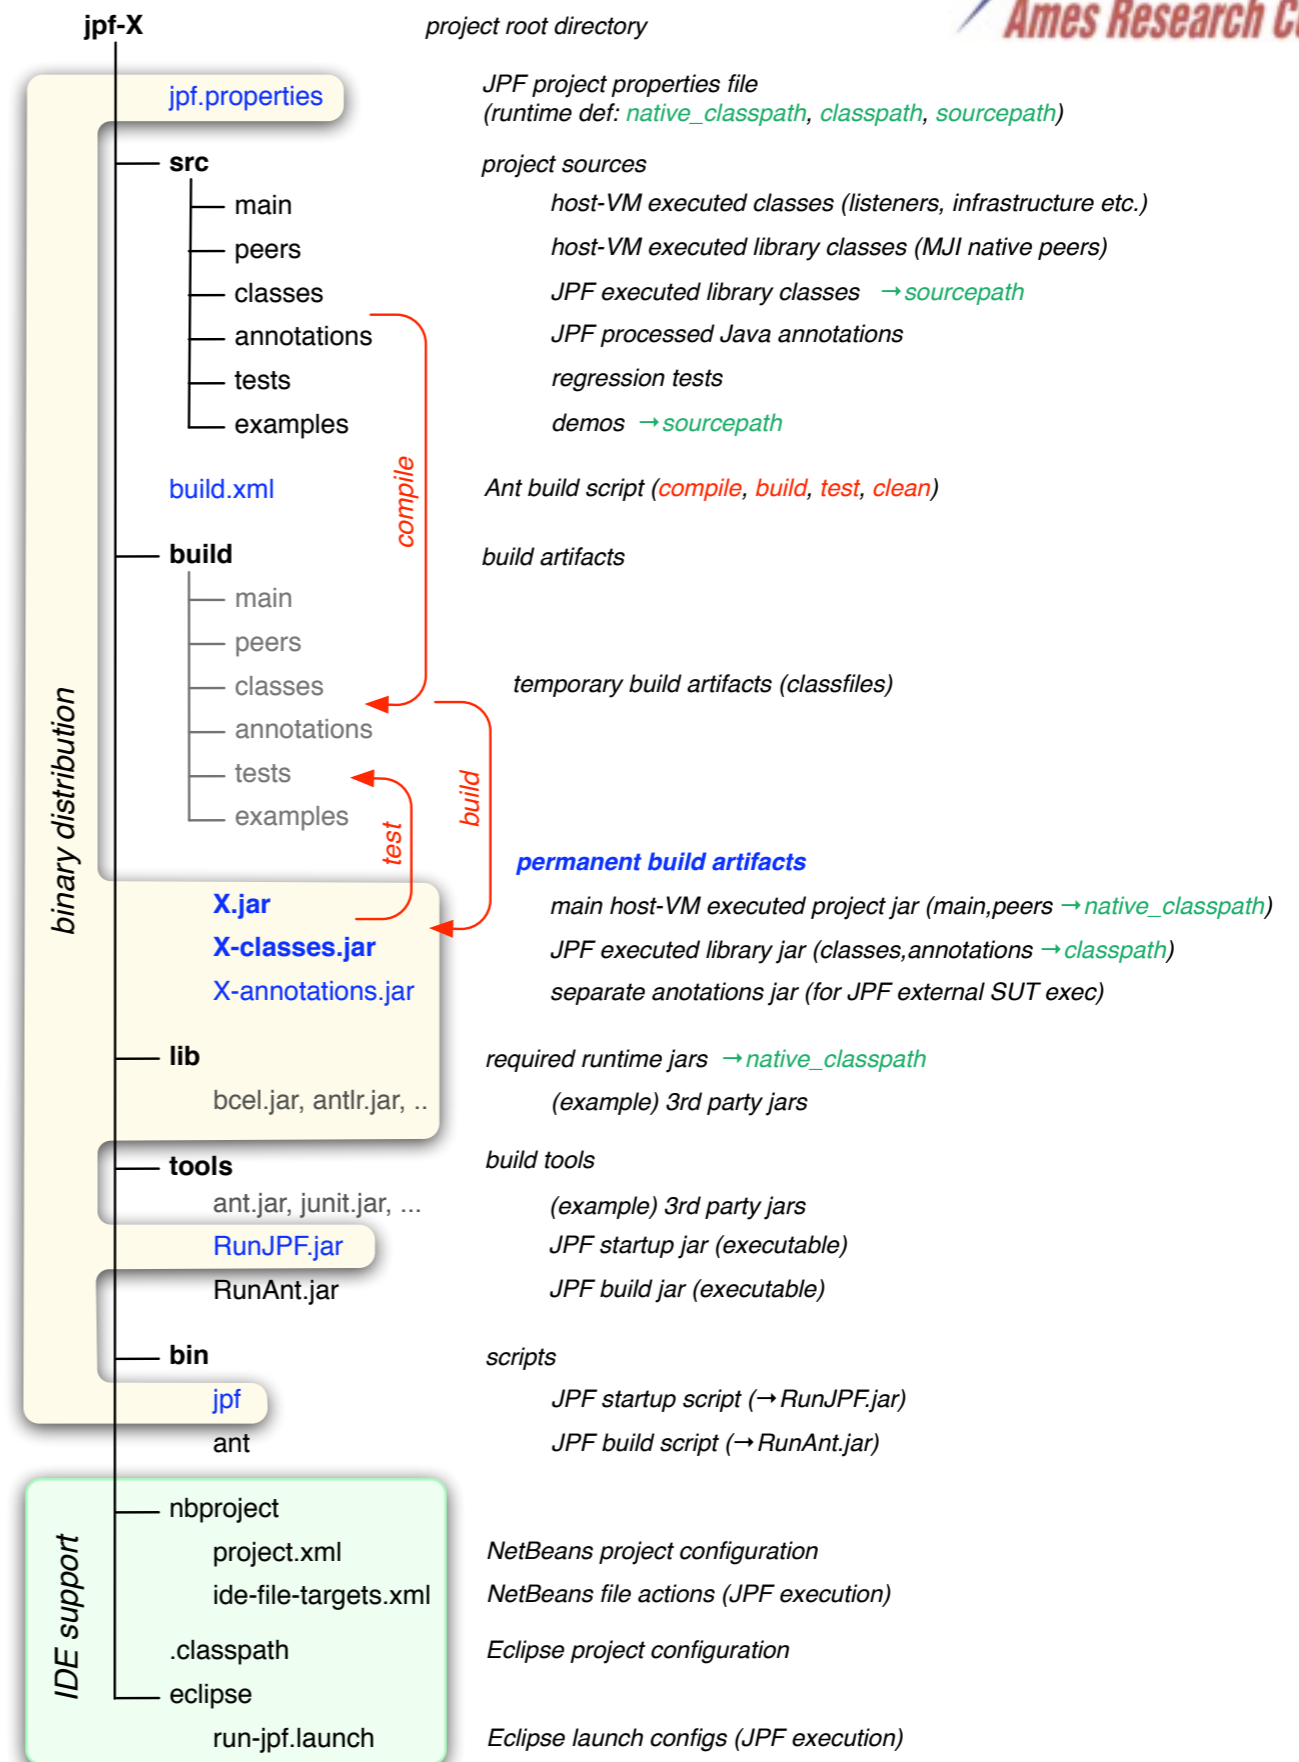 Ames Research C
jpf-X project root directory
jpf.properties JPF project properties file
(runtime def: native_classpath, classpath, sourcepath)
src project sources
main host-VM executed classes (listeners, infrastructure etc.)
peers host-VM executed library classes (MJI native peers)
classes JPF executed library classes →sourcepath
annotations JPF processed Java annotations
tests regression tests
examples demos →sourcepath
compile
build.xml Ant build script (compile, build, test, clean)
build build artifacts
main
peers
classes temporary build artifacts (classfiles)
annotations
tests
examples
build
test
binary distribution
permanent build artifacts
X.jar main host-VM executed project jar (main,peers →native_classpath)
X-classes.jar JPF executed library jar (classes,annotations →classpath)
X-annotations.jar separate anotations jar (for JPF external SUT exec)
lib required runtime jars →native_classpath
bcel.jar, antlr.jar, .. (example) 3rd party jars
tools build tools
ant.jar, junit.jar, ... (example) 3rd party jars
RunJPF.jar JPF startup jar (executable)
RunAnt.jar JPF build jar (executable)
bin scripts
jpf JPF startup script (→RunJPF.jar)
ant JPF build script (→RunAnt.jar)
IDE support
nbproject
project.xml NetBeans project configuration
ide-file-targets.xml NetBeans file actions (JPF execution)
.classpath Eclipse project configuration
eclipse
run-jpf.launch Eclipse launch configs (JPF execution)